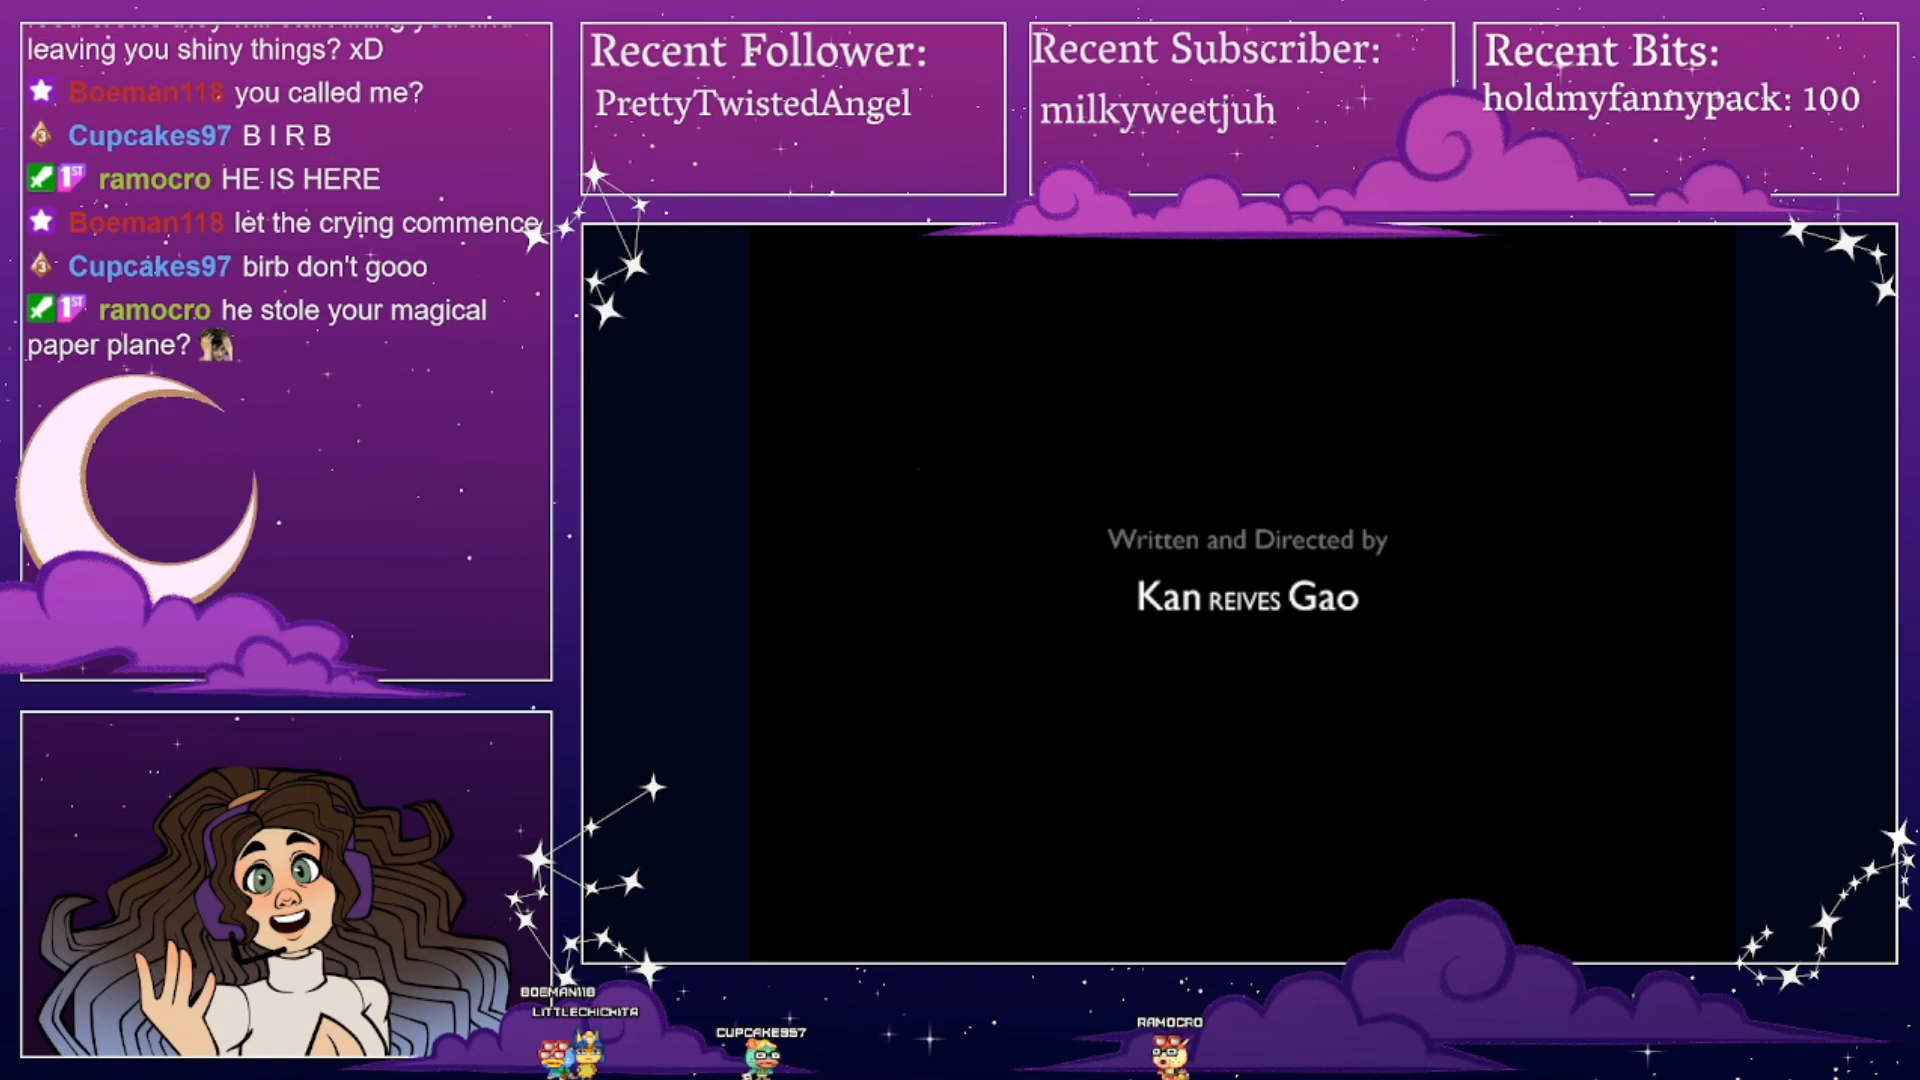 leaving you shiny things? xD
Boeman118 you called me?
Cupcakes97 B I R B
1ST ramocro HE IS HERE
Boeman118 let the crying commence
Cupcakes97 birb don't gooo
1ST ramocro he stole your magical
paper plane?
Recent Follower:
PrettyTwistedAngel
Recent Subscriber:
milkyweetjuh
Recent Bits:
holdmyfannypack: 100
Written and Directed by
Kan REIVES Gao
BOEMAN118
LITTLECHICHITA
CUPCAKES97
RAMOCRO